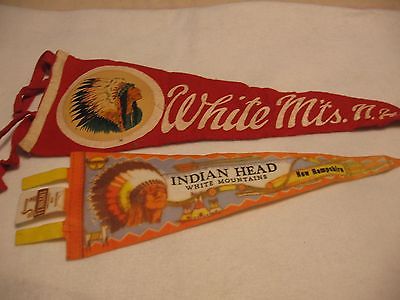 White Mts. N.H.
INDIAN HEAD
WHITE MOUNTAINS
New Hampshire